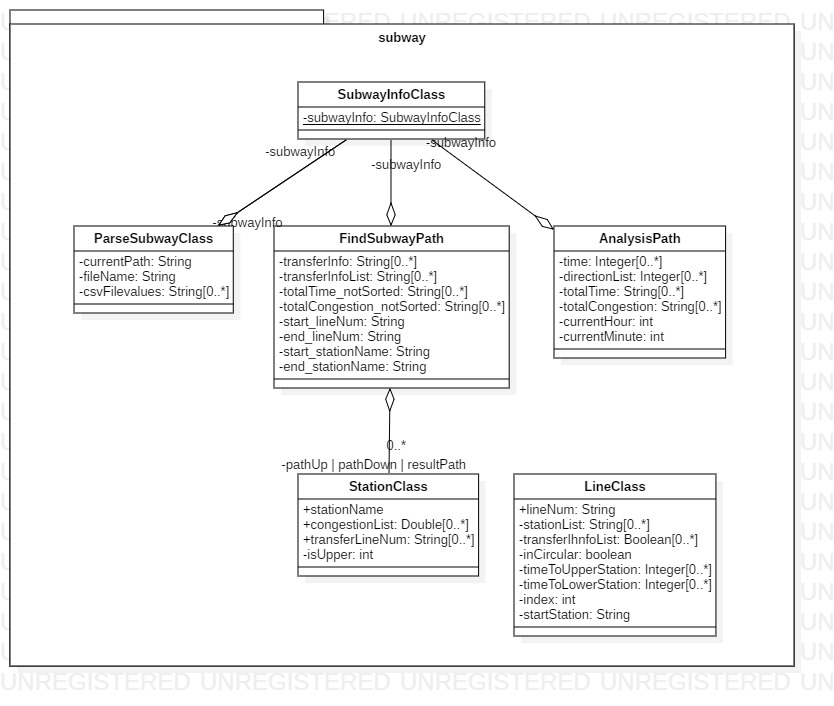 subway
SubwayInfoClass
-subwayInfo: SubwayInfoClass
-subwayInfo
-subwayInfo
-subwayInfo
-subwayInfo
ParseSubwayClass
-currentPath: String
-fileName: String
-csvFilevalues: String[0..*]
FindSubwayPath
-transferInfo: String[0..*]
-transferInfoList: String[0..*]
-totalTime_notSorted: String[0..*]
-totalCongestion_notSorted: String[0..*]
-start_lineNum: String
-end_lineNum: String
-start_stationName: String
-end_stationName: String
AnalysisPath
-time: Integer[0..*]
-directionList: Integer[0..*]
-totalTime: String[0..*]
-totalCongestion: String[0..*]
-currentHour: int
-currentMinute: int
0..*
-pathUp | pathDown | resultPath
StationClass
+stationName
+congestionList: Double[0..*]
+transferLineNum: String[0..*]
-isUpper: int
LineClass
+lineNum: String
-stationList: String[0..*]
-transferIhnfoList: Boolean[0..*]
-inCircular: boolean
-timeToUpperStation: Integer[0..*]
-timeToLowerStation: Integer[0..*]
-index: int
-startStation: String
UNREGISTERED UNREGISTERED UNREGISTERED UNREGISTERED UN